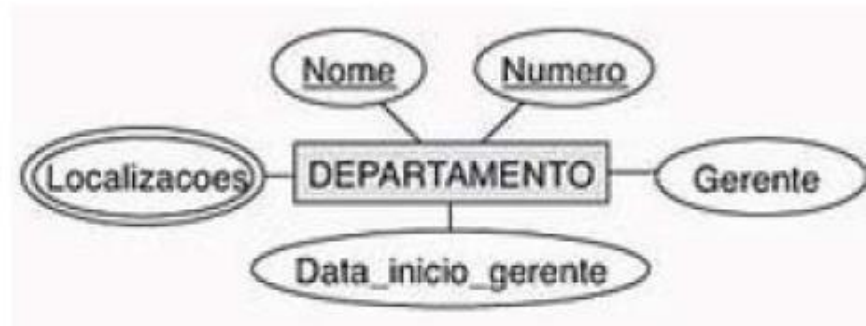 Nome
Numero
Localizacoes
DEPARTAMENTO
Gerente
Data_inicio_gerente